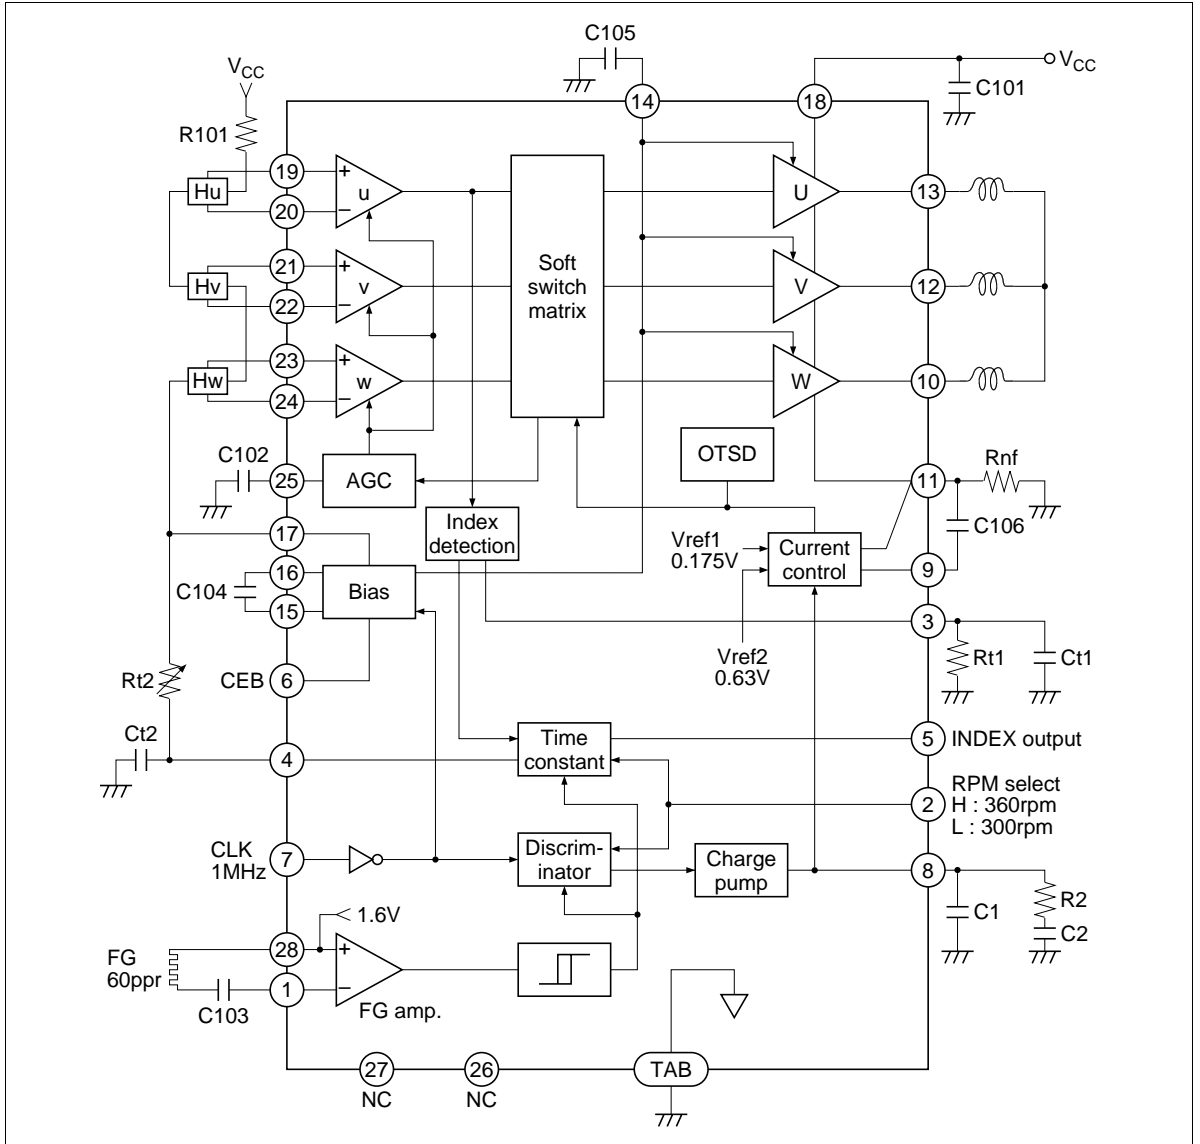 C105
VCC
VCC
C101
14
18
R101
19
+
Hu
u
20
−
U
13
21
+
Soft
switch
matrix
Hv
v
22
−
V
12
23
+
Hw
w
24
−
W
10
C102
25
AGC
OTSD
11
Rnf
17
Index
detection
Vref1
0.175V
Current
control
C106
16
C104
Bias
9
15
3
Vref2
0.63V
Rt1
Ct1
Rt2
CEB
6
Ct2
4
Time
constant
5
INDEX output
2
RPM select
H : 360rpm
L : 300rpm
CLK
1MHz
7
Discrim-
inator
Charge
pump
8
C1
R2
C2
1.6V
28
+
FG
60ppr
1
−
C103
FG amp.
27
NC
26
NC
TAB